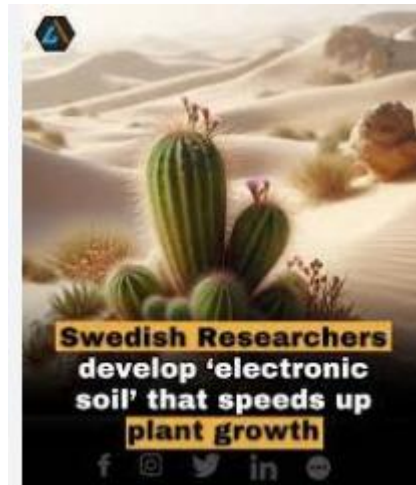 Swedish Researchers
develop ‘electronic
soil’ that speeds up
plant growth